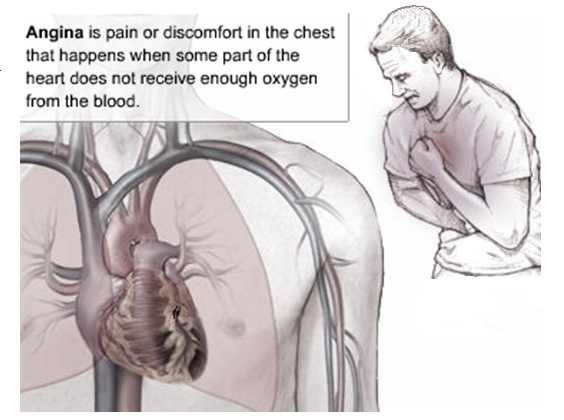 Angina is pain or discomfort in the chest
that happens when some part of the
heart does not receive enough oxygen
from the blood.